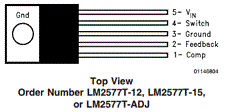 Gnd
5- VIN
4- Switch
3- Ground
2- Feedback
1- Comp
01146804
Top View
Order Number LM2577T-12, LM2577T-15,
or LM2577T-ADJ